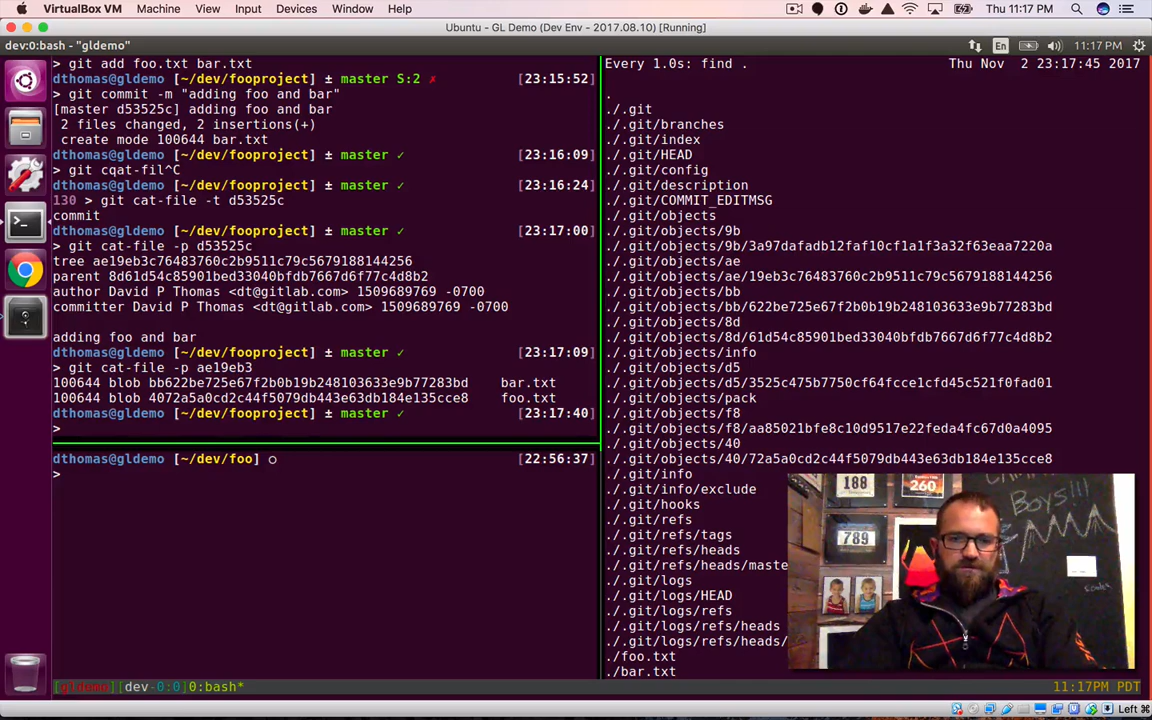 VirtualBox VM Machine View Input Devices Window Help Thu Nov 2 11:17 PM
Ubuntu - GL Demo (Dev Env - 2017.08.10) [Running]
dev:0:bash - "gldemo" En 11:17 PM
> git add foo.txt bar.txt
dthomas@gldemo [~/dev/fooproject] ± master S:2 ✗ [23:15:52]
> git commit -m "adding foo and bar"
[master d53525c] adding foo and bar
2 files changed, 2 insertions(+)
create mode 100644 bar.txt
dthomas@gldemo [~/dev/fooproject] ± master ✓ [23:16:09]
> git cqat-fil^C
dthomas@gldemo [~/dev/fooproject] ± master ✓ [23:16:24]
130 > git cat-file -t d53525c
commit
dthomas@gldemo [~/dev/fooproject] ± master ✓ [23:17:00]
> git cat-file -p d53525c
tree ae19eb3c76483760c2b9511c79c5679188144256
parent 8d61d54c85901bed33040bfdb7667d6f77c4d8b2
author David P Thomas <dt@gitlab.com> 1509689769 -0700
committer David P Thomas <dt@gitlab.com> 1509689769 -0700
adding foo and bar
dthomas@gldemo [~/dev/fooproject] ± master ✓ [23:17:09]
> git cat-file -p ae19eb3
100644 blob bb622be725e67f2b0b19b248103633e9b77283bd bar.txt
100644 blob 4072a5a0cd2c44f5079db443e63db184e135cce8 foo.txt
dthomas@gldemo [~/dev/fooproject] ± master ✓ [23:17:40]
>
dthomas@gldemo [~/dev/foo] ○ [22:56:37]
>
Every 1.0s: find . Thu Nov 2 23:17:45 2017
.
./.git
./.git/branches
./.git/index
./.git/HEAD
./.git/config
./.git/description
./.git/COMMIT_EDITMSG
./.git/objects
./.git/objects/9b
./.git/objects/9b/3a97dafadb12faf10cf1a1f3a32f63eaa7220a
./.git/objects/ae
./.git/objects/ae/19eb3c76483760c2b9511c79c5679188144256
./.git/objects/bb
./.git/objects/bb/622be725e67f2b0b19b248103633e9b77283bd
./.git/objects/8d
./.git/objects/8d/61d54c85901bed33040bfdb7667d6f77c4d8b2
./.git/objects/info
./.git/objects/d5
./.git/objects/d5/3525c475b7750cf64fcce1cfd45c521f0fad01
./.git/objects/pack
./.git/objects/f8
./.git/objects/f8/aa85021bfe8c10d9517e22feda4fc67d0a4095
./.git/objects/40
./.git/objects/40/72a5a0cd2c44f5079db443e63db184e135cce8
./.git/info
./.git/info/exclude
./.git/hooks
./.git/refs
./.git/refs/tags
./.git/refs/heads
./.git/refs/heads/maste
./.git/logs
./.git/logs/HEAD
./.git/logs/refs
./.git/logs/refs/heads
./.git/logs/refs/heads/
./foo.txt
./bar.txt
188
260
789
BOYS!!!
[gldemo][dev-0:0]0:bash* 11:17PM PDT
Left ⌘